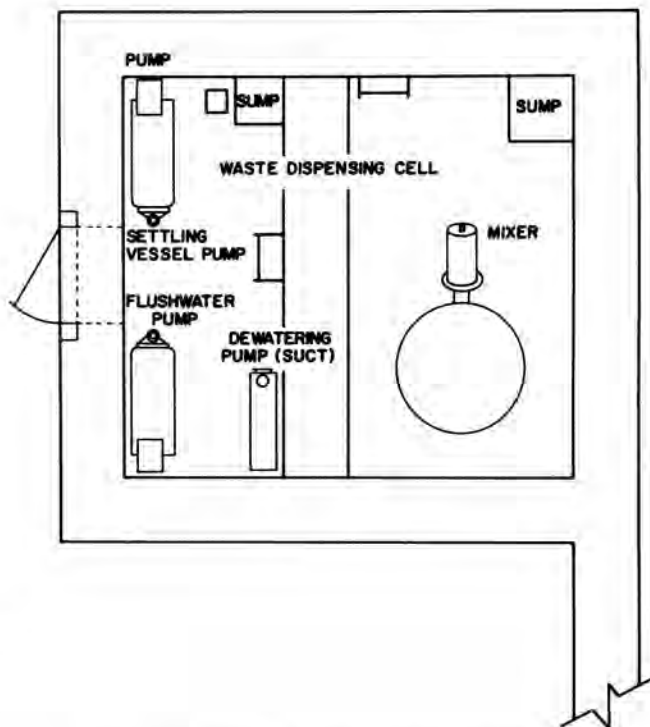 PUMP
SUMP
SUMP
WASTE DISPENSING CELL
SETTLING
VESSEL PUMP
MIXER
FLUSHWATER
PUMP
DEWATERING
PUMP (SUCT)